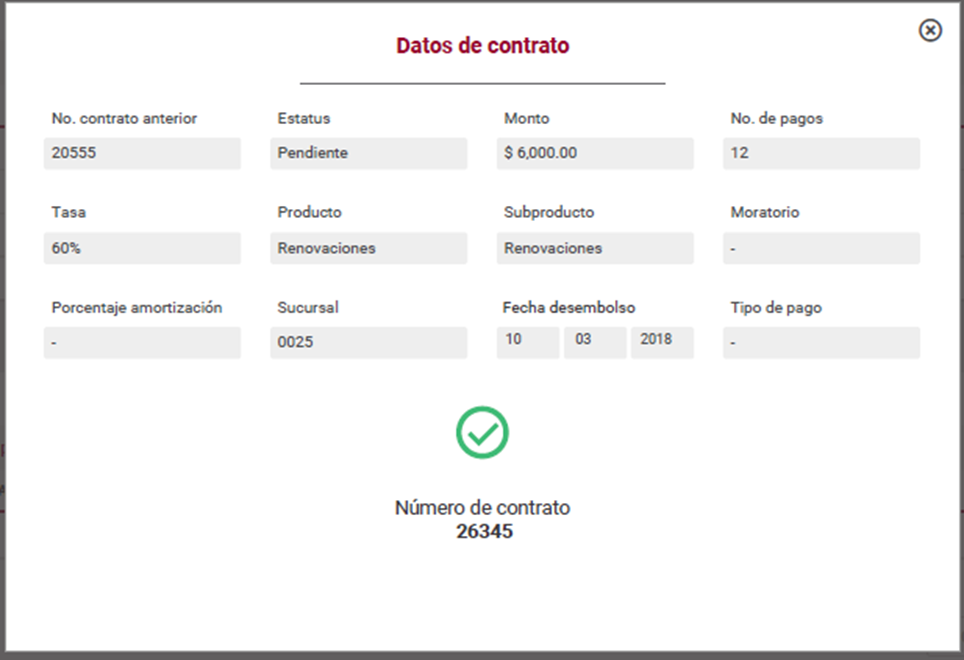 Datos de contrato
No. contrato anterior Estatus Monto No. de pagos
20555 Pendiente $ 6,000.00 12
Tasa Producto Subproducto Moratorio
60% Renovaciones Renovaciones -
Porcentaje amortización Sucursal Fecha desembolso Tipo de pago
- 0025 10 03 2018 -
Número de contrato
26345